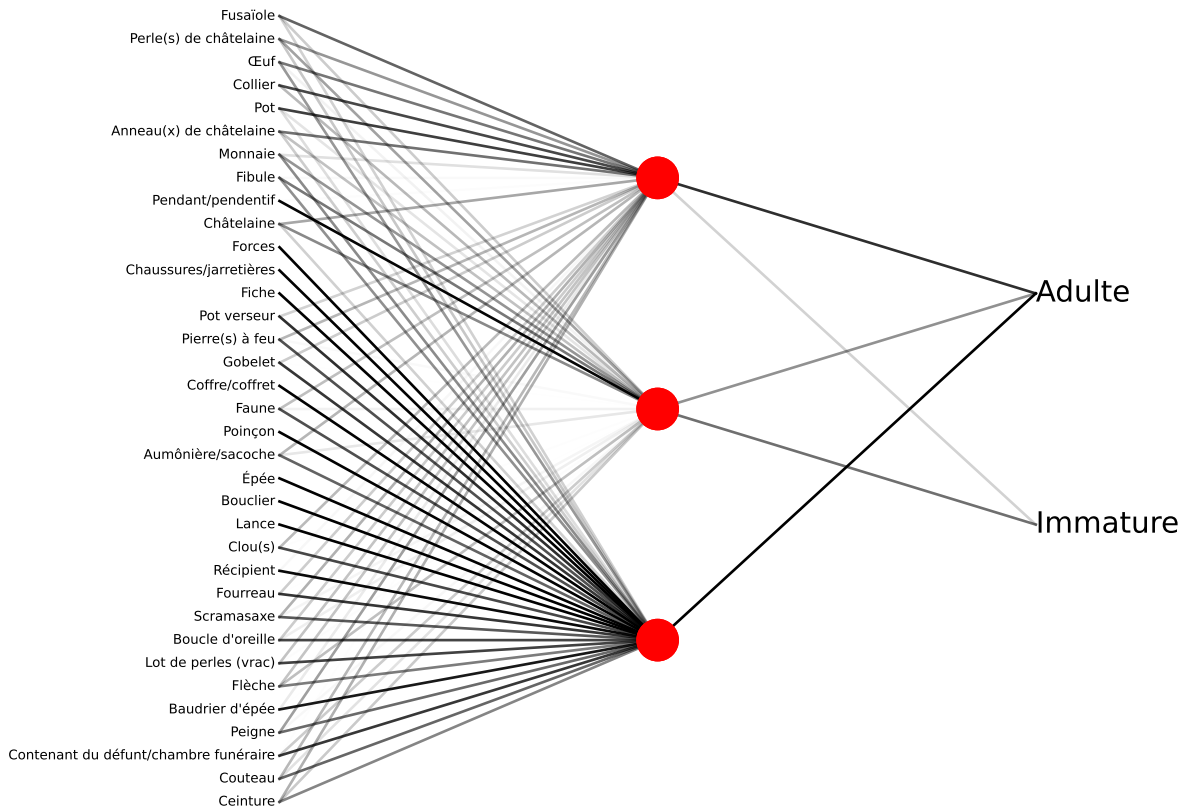 Fusaïole
Perle(s) de châtelaine
Œuf
Collier
Pot
Anneau(x) de châtelaine
Monnaie
Fibule
Pendant/pendentif
Châtelaine
Forces
Chaussures/jarretières
Fiche
Pot verseur
Pierre(s) à feu
Gobelet
Coffre/coffret
Faune
Poinçon
Aumônière/sacoche
Épée
Bouclier
Lance
Clou(s)
Récipient
Fourreau
Scramasaxe
Boucle d'oreille
Lot de perles (vrac)
Flèche
Baudrier d'épée
Peigne
Contenant du défunt/chambre funéraire
Couteau
Ceinture
Adulte
Immature